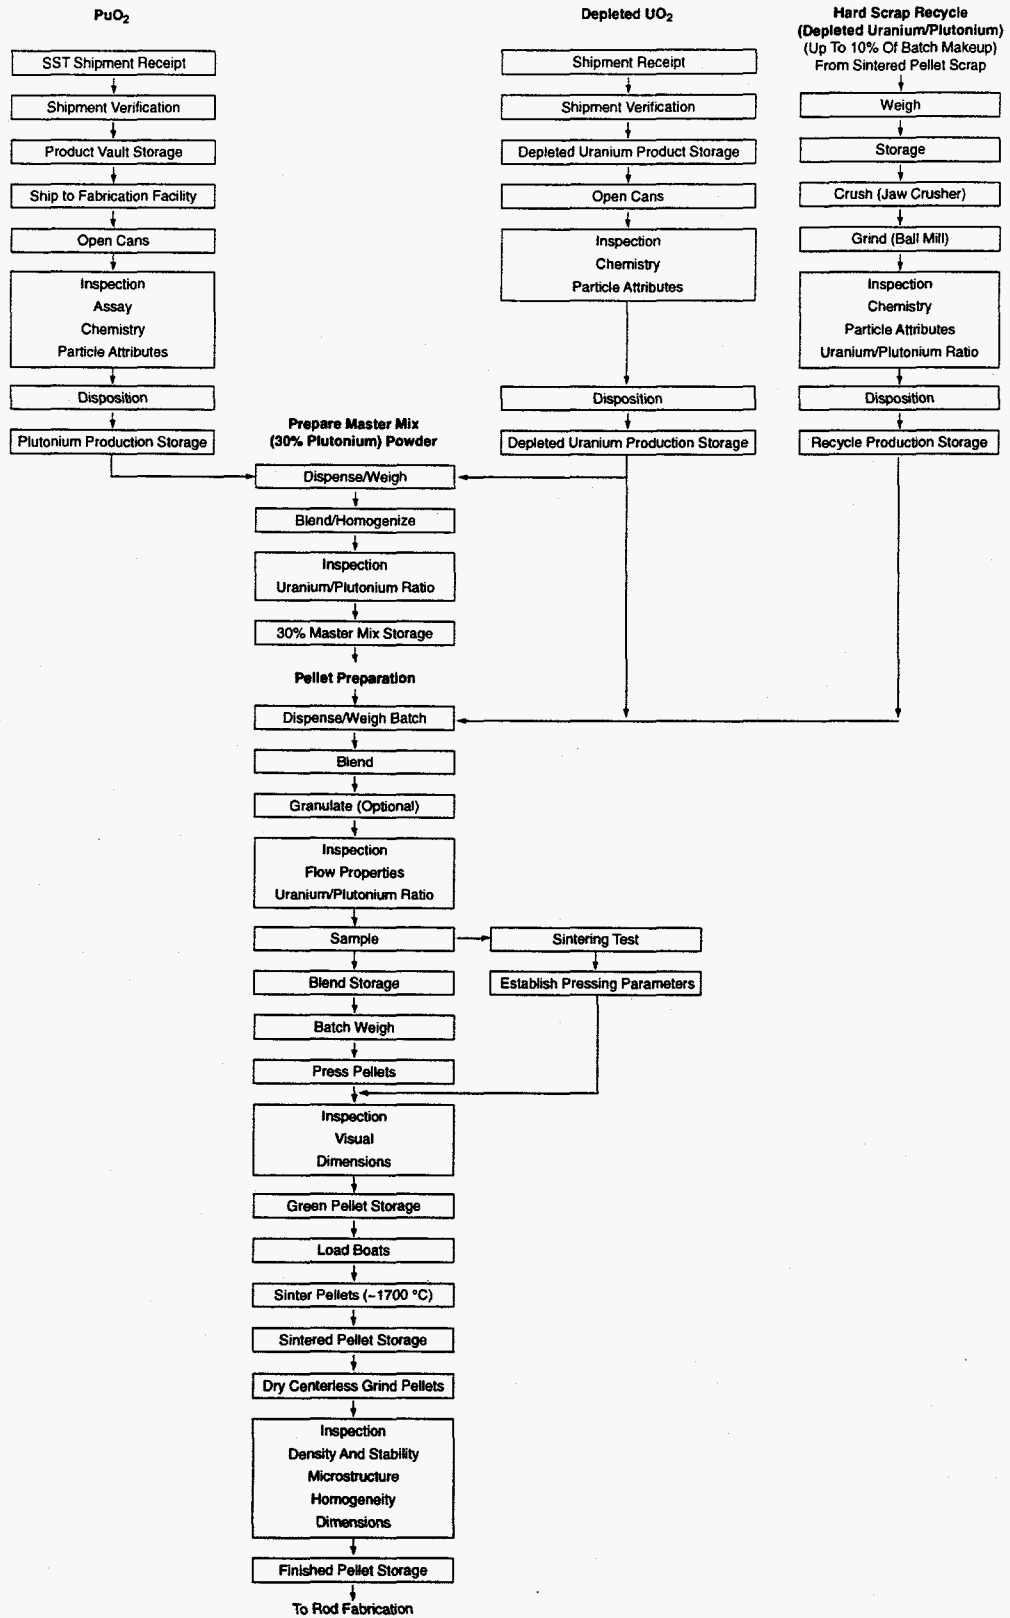 PuO₂
SST Shipment Receipt
Shipment Verification
Product Vault Storage
Ship to Fabrication Facility
Open Cans
Inspection
Assay
Chemistry
Particle Attributes
Disposition
Plutonium Production Storage
Depleted UO₂
Shipment Receipt
Shipment Verification
Depleted Uranium Product Storage
Open Cans
Inspection
Chemistry
Particle Attributes
Disposition
Depleted Uranium Production Storage
Hard Scrap Recycle
(Depleted Uranium/Plutonium)
(Up To 10% Of Batch Makeup)
From Sintered Pellet Scrap
Weigh
Storage
Crush (Jaw Crusher)
Grind (Ball Mill)
Inspection
Chemistry
Particle Attributes
Uranium/Plutonium Ratio
Disposition
Recycle Production Storage
Prepare Master Mix
(30% Plutonium) Powder
Dispense/Weigh
Blend/Homogenize
Inspection
Uranium/Plutonium Ratio
30% Master Mix Storage
Pellet Preparation
Dispense/Weigh Batch
Blend
Granulate (Optional)
Inspection
Flow Properties
Uranium/Plutonium Ratio
Sample
Sintering Test
Establish Pressing Parameters
Blend Storage
Batch Weigh
Press Pellets
Inspection
Visual
Dimensions
Green Pellet Storage
Load Boats
Sinter Pellets (~1700 °C)
Sintered Pellet Storage
Dry Centerless Grind Pellets
Inspection
Density And Stability
Microstructure
Homogeneity
Dimensions
Finished Pellet Storage
To Rod Fabrication